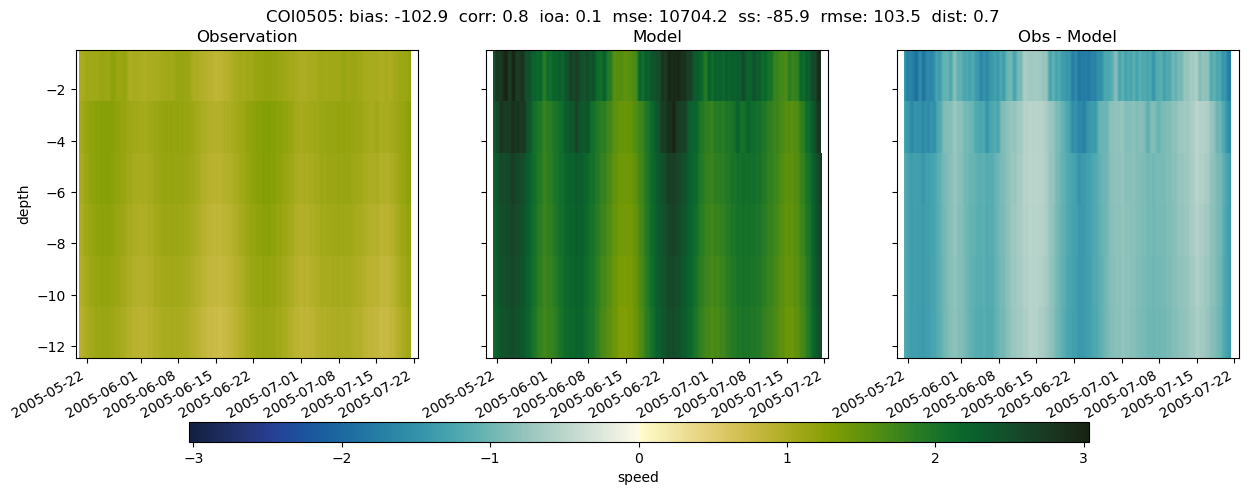 COI0505: bias: -102.9 corr: 0.8 ioa: 0.1 mse: 10704.2 ss: -85.9 rmse: 103.5 dist: 0.7
Observation Model Obs - Model
depth
−2
−4
−6
−8
−10
−12
2005-05-22 2005-06-01 2005-06-08 2005-06-15 2005-06-22 2005-07-01 2005-07-08 2005-07-15 2005-07-22
2005-05-22 2005-06-01 2005-06-08 2005-06-15 2005-06-22 2005-07-01 2005-07-08 2005-07-15 2005-07-22
2005-05-22 2005-06-01 2005-06-08 2005-06-15 2005-06-22 2005-07-01 2005-07-08 2005-07-15 2005-07-22
−3 −2 −1 0 1 2 3
speed